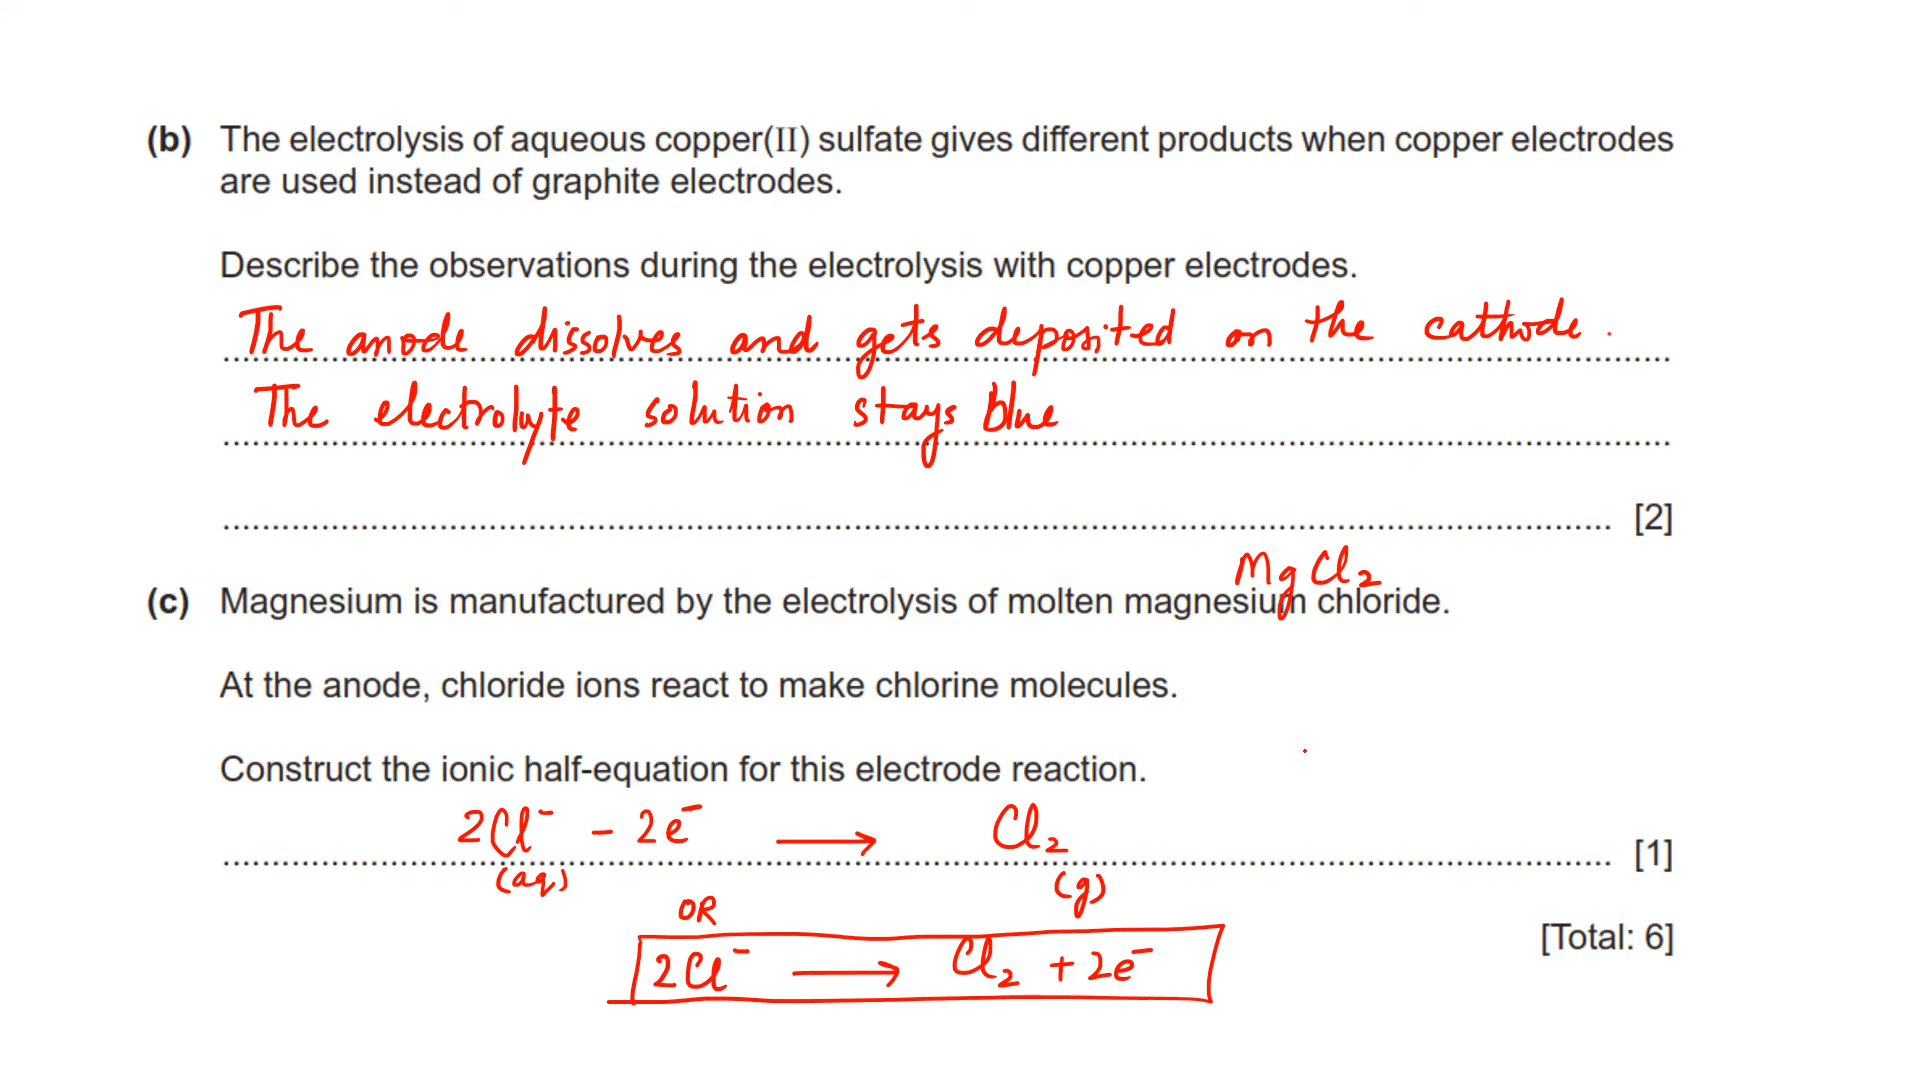 (b) The electrolysis of aqueous copper(II) sulfate gives different products when copper electrodes
are used instead of graphite electrodes.
Describe the observations during the electrolysis with copper electrodes.
The anode dissolves and gets deposited on the cathode.
The electrolyte solution stays blue
[2]
MgCl₂
(c) Magnesium is manufactured by the electrolysis of molten magnesium chloride.
At the anode, chloride ions react to make chlorine molecules.
Construct the ionic half-equation for this electrode reaction.
2Cl⁻ − 2e⁻ → Cl₂ [1]
(aq) (g)
OR
[Total: 6]
2Cl⁻ → Cl₂ + 2e⁻